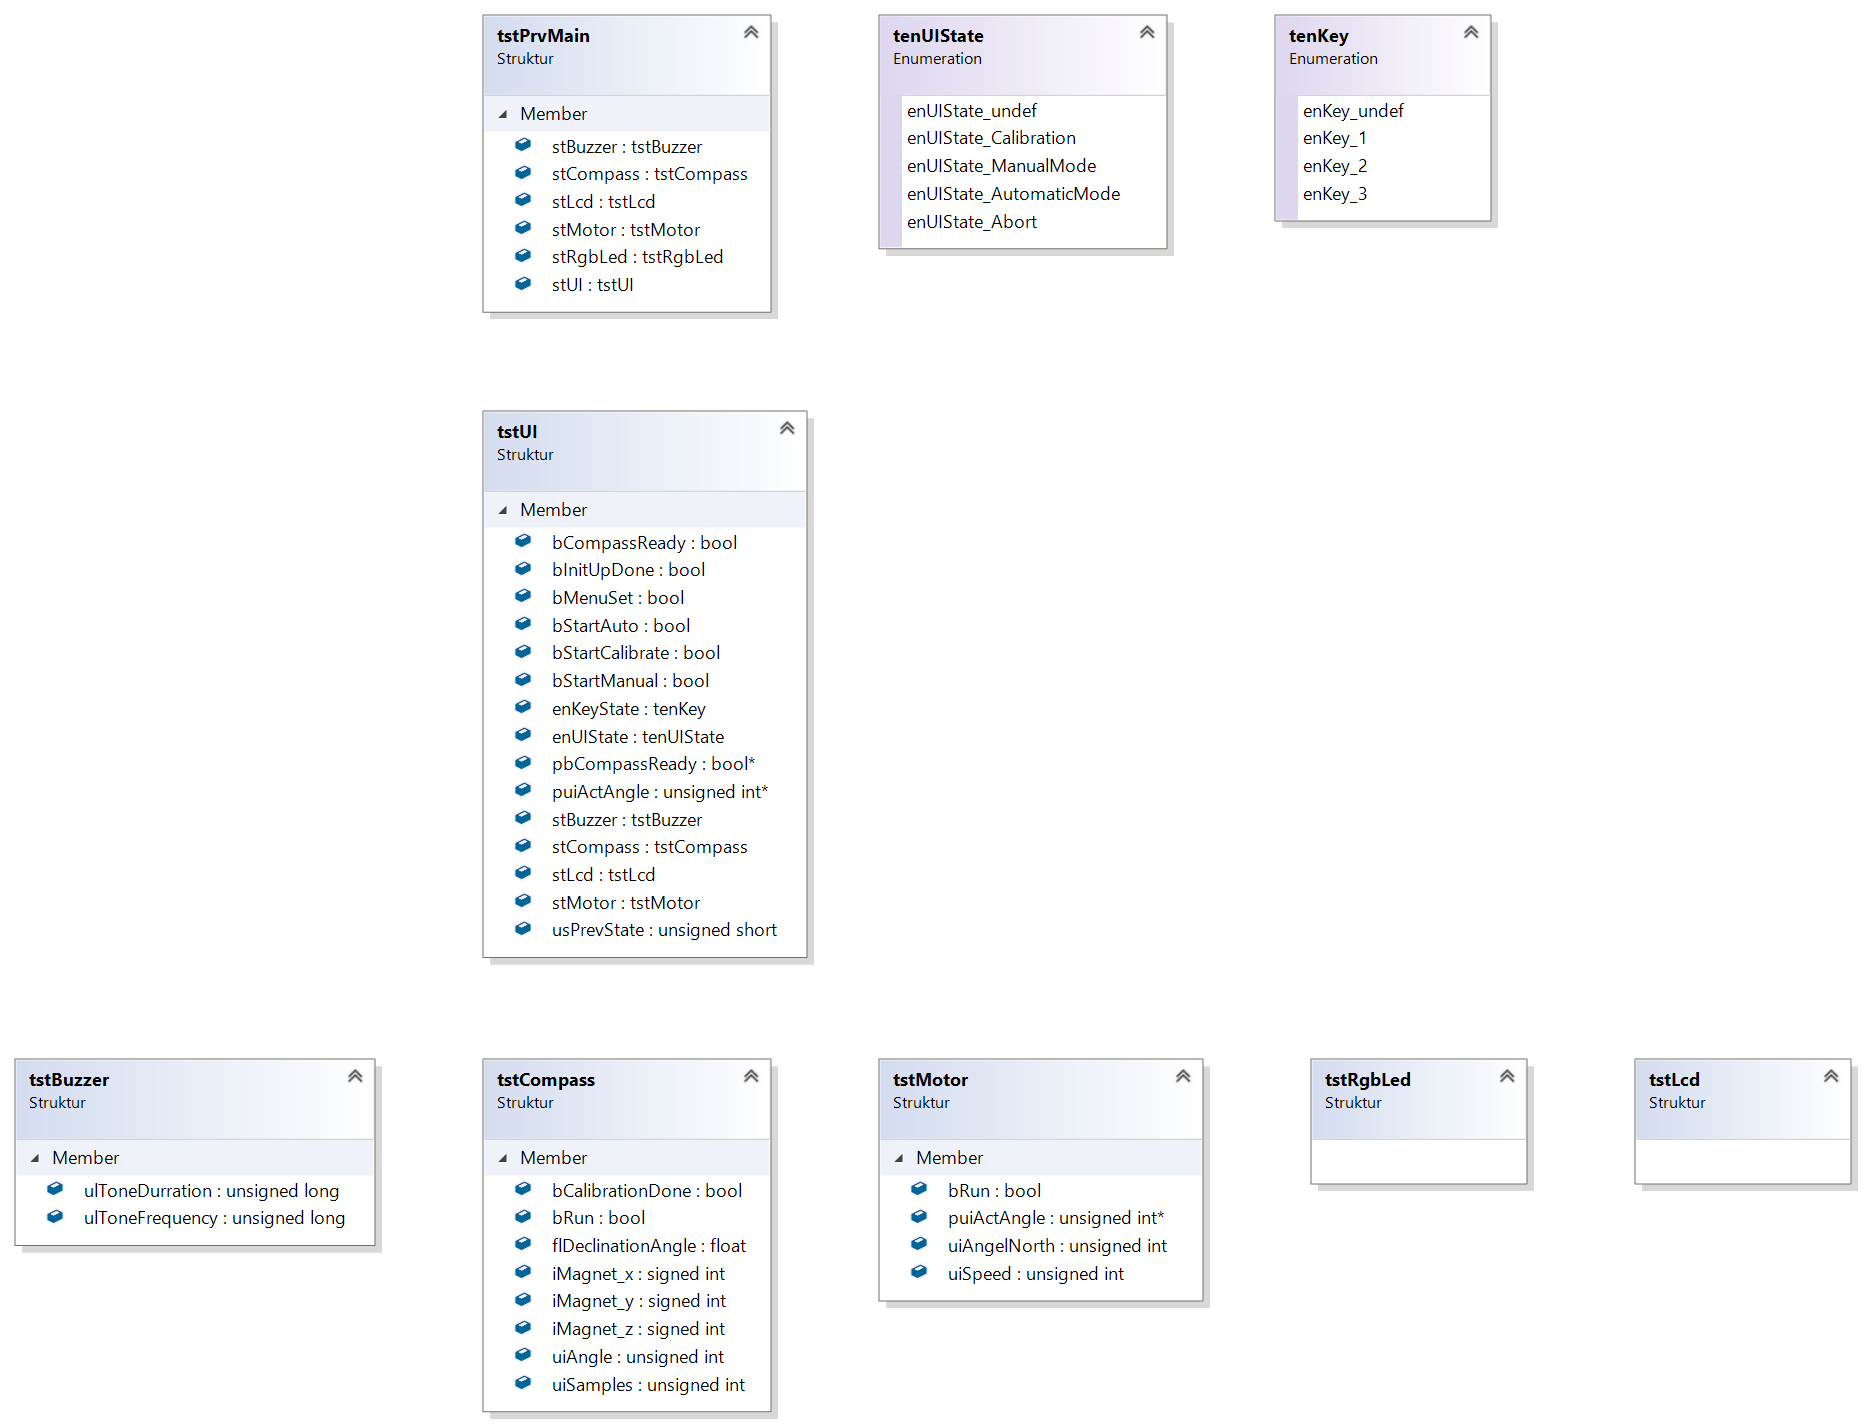 tstPrvMain
Struktur
Member
stBuzzer : tstBuzzer
stCompass : tstCompass
stLcd : tstLcd
stMotor : tstMotor
stRgbLed : tstRgbLed
stUI : tstUI
tenUIState
Enumeration
enUIState_undef
enUIState_Calibration
enUIState_ManualMode
enUIState_AutomaticMode
enUIState_Abort
tenKey
Enumeration
enKey_undef
enKey_1
enKey_2
enKey_3
tstUI
Struktur
Member
bCompassReady : bool
bInitUpDone : bool
bMenuSet : bool
bStartAuto : bool
bStartCalibrate : bool
bStartManual : bool
enKeyState : tenKey
enUIState : tenUIState
pbCompassReady : bool*
puiActAngle : unsigned int*
stBuzzer : tstBuzzer
stCompass : tstCompass
stLcd : tstLcd
stMotor : tstMotor
usPrevState : unsigned short
tstBuzzer
Struktur
Member
ulToneDurration : unsigned long
ulToneFrequency : unsigned long
tstCompass
Struktur
Member
bCalibrationDone : bool
bRun : bool
flDeclinationAngle : float
iMagnet_x : signed int
iMagnet_y : signed int
iMagnet_z : signed int
uiAngle : unsigned int
uiSamples : unsigned int
tstMotor
Struktur
Member
bRun : bool
puiActAngle : unsigned int*
uiAngelNorth : unsigned int
uiSpeed : unsigned int
tstRgbLed
Struktur
tstLcd
Struktur